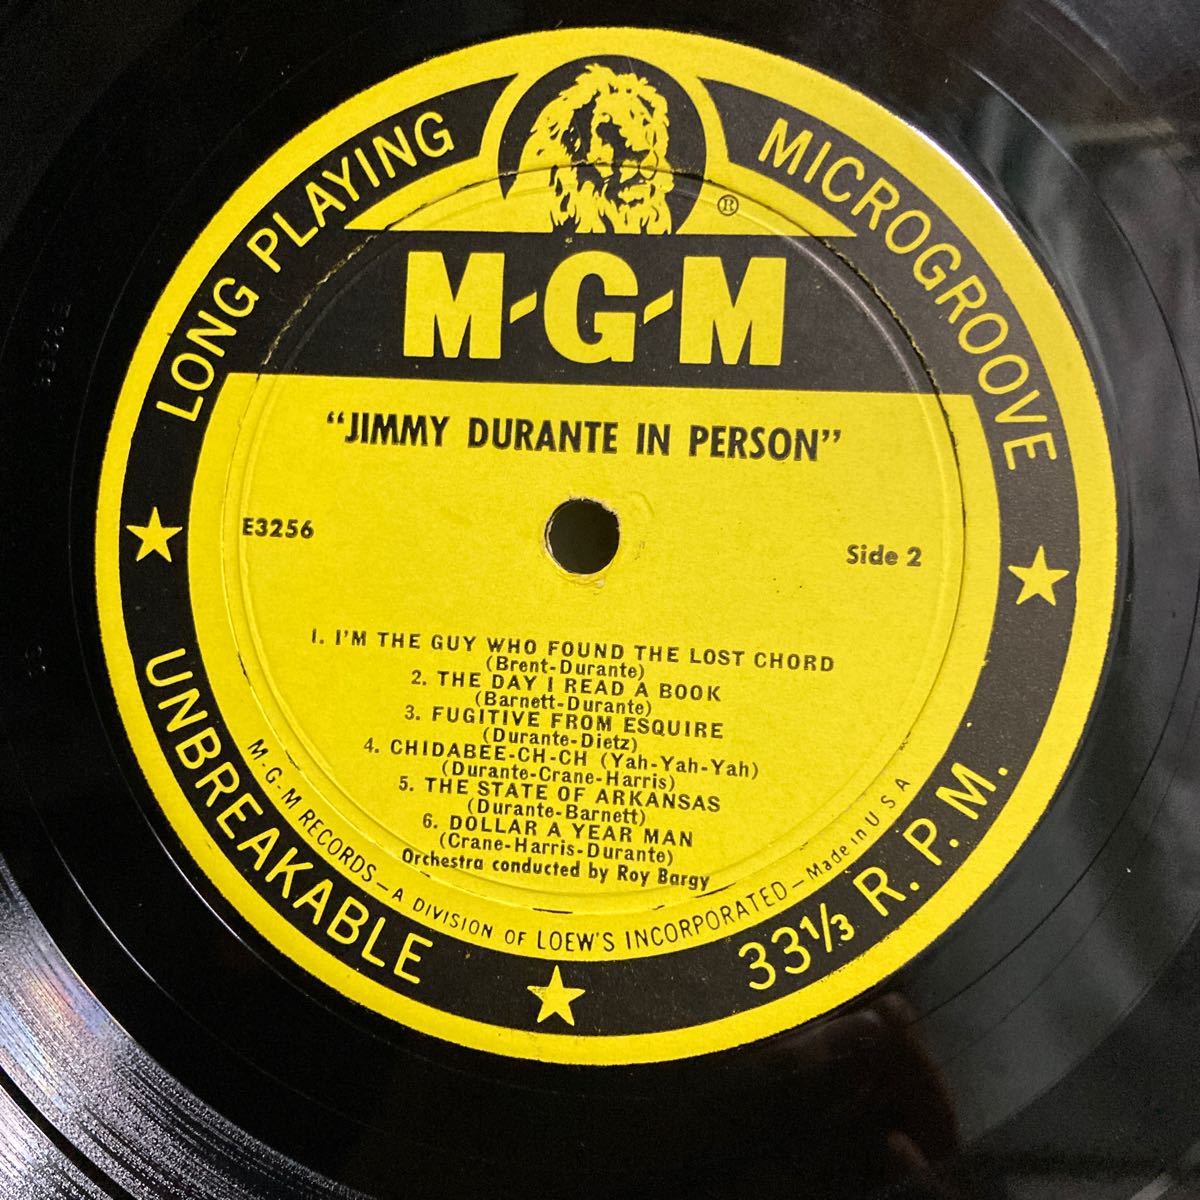 LONG PLAYING
MICROGROOVE
®
M-G-M
"JIMMY DURANTE IN PERSON"
E3256
Side 2
1. I'M THE GUY WHO FOUND THE LOST CHORD
(Brent-Durante)
2. THE DAY I READ A BOOK
(Barnett-Durante)
3. FUGITIVE FROM ESQUIRE
(Durante-Dietz)
4. CHIDABEE-CH-CH (Yah-Yah-Yah)
(Durante-Crane-Harris)
5. THE STATE OF ARKANSAS
(Durante-Barnett)
6. DOLLAR A YEAR MAN
(Crane-Harris-Durante)
Orchestra conducted by Roy Bargy
M-G-M RECORDS—A DIVISION OF LOEW'S INCORPORATED—Made in U S A
UNBREAKABLE
33⅓ R. P. M.